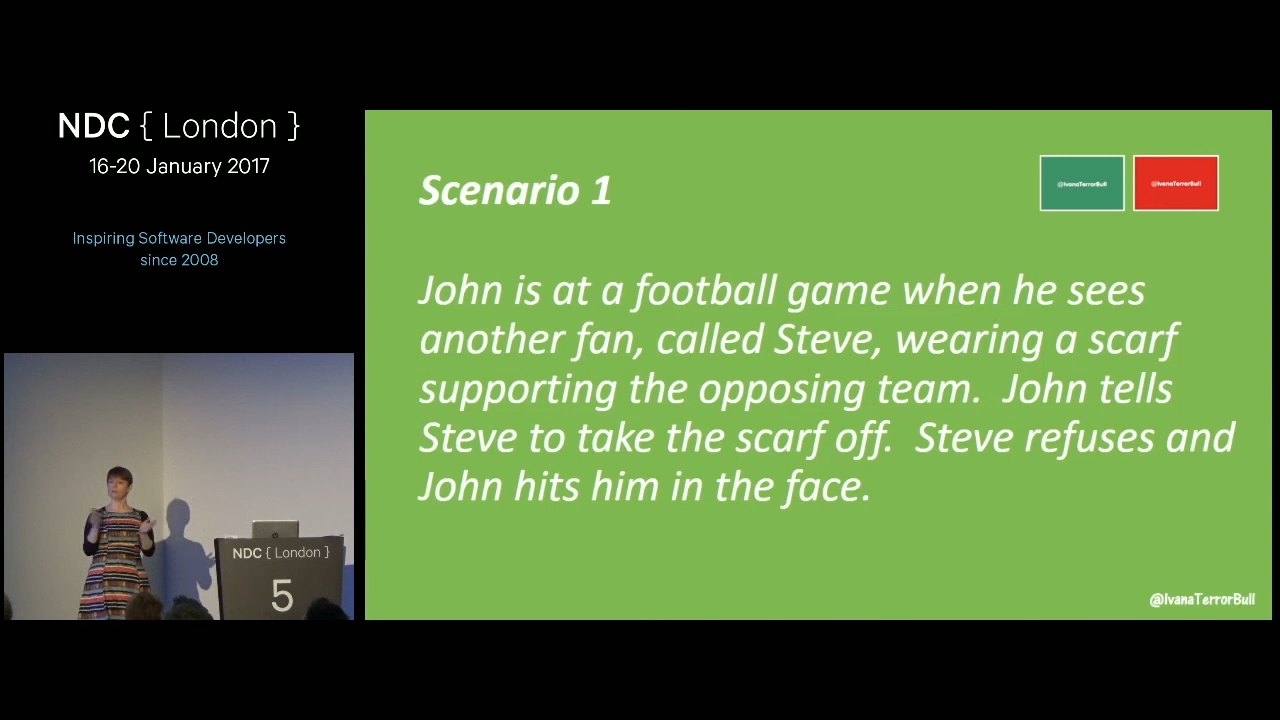 NDC { London }
16-20 January 2017
Inspiring Software Developers
since 2008
Scenario 1
@IvanaTerrorBull
@IvanaTerrorBull
John is at a football game when he sees
another fan, called Steve, wearing a scarf
supporting the opposing team.  John tells
Steve to take the scarf off.  Steve refuses and
John hits him in the face.
NDC { London }
5
@IvanaTerrorBull